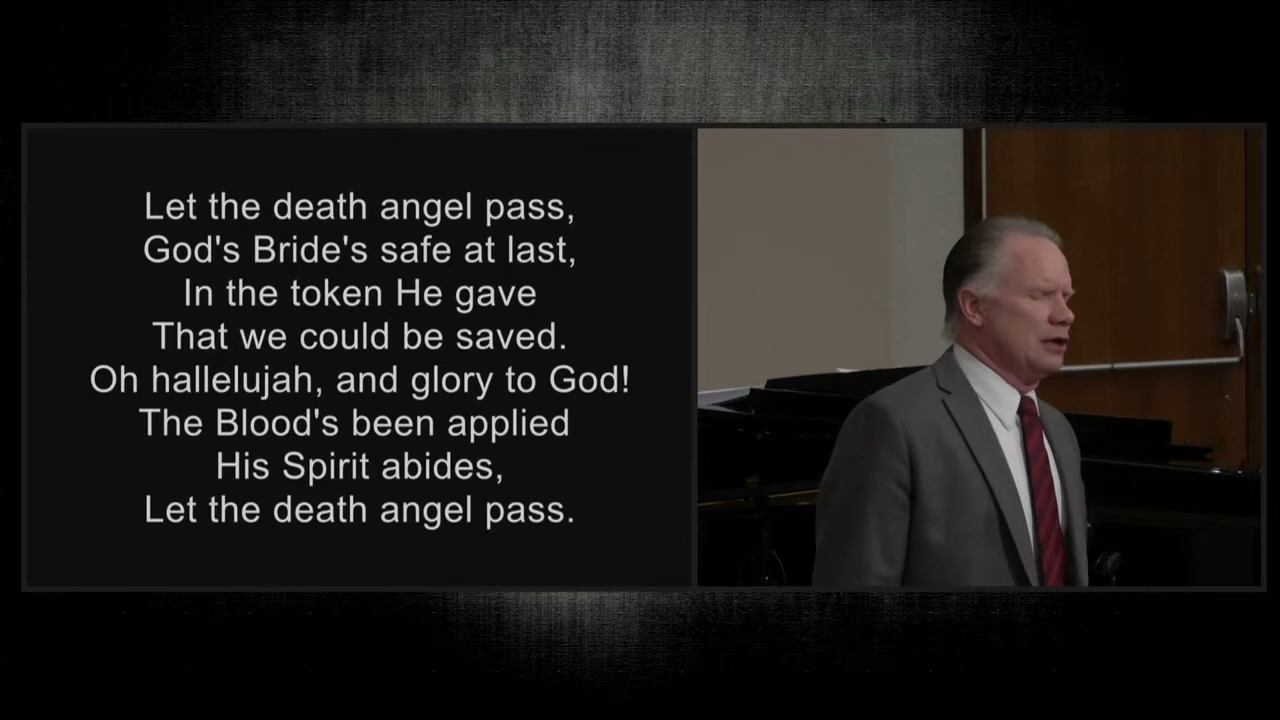 Let the death angel pass,
God's Bride's safe at last,
In the token He gave
That we could be saved.
Oh hallelujah, and glory to God!
The Blood's been applied
His Spirit abides,
Let the death angel pass.